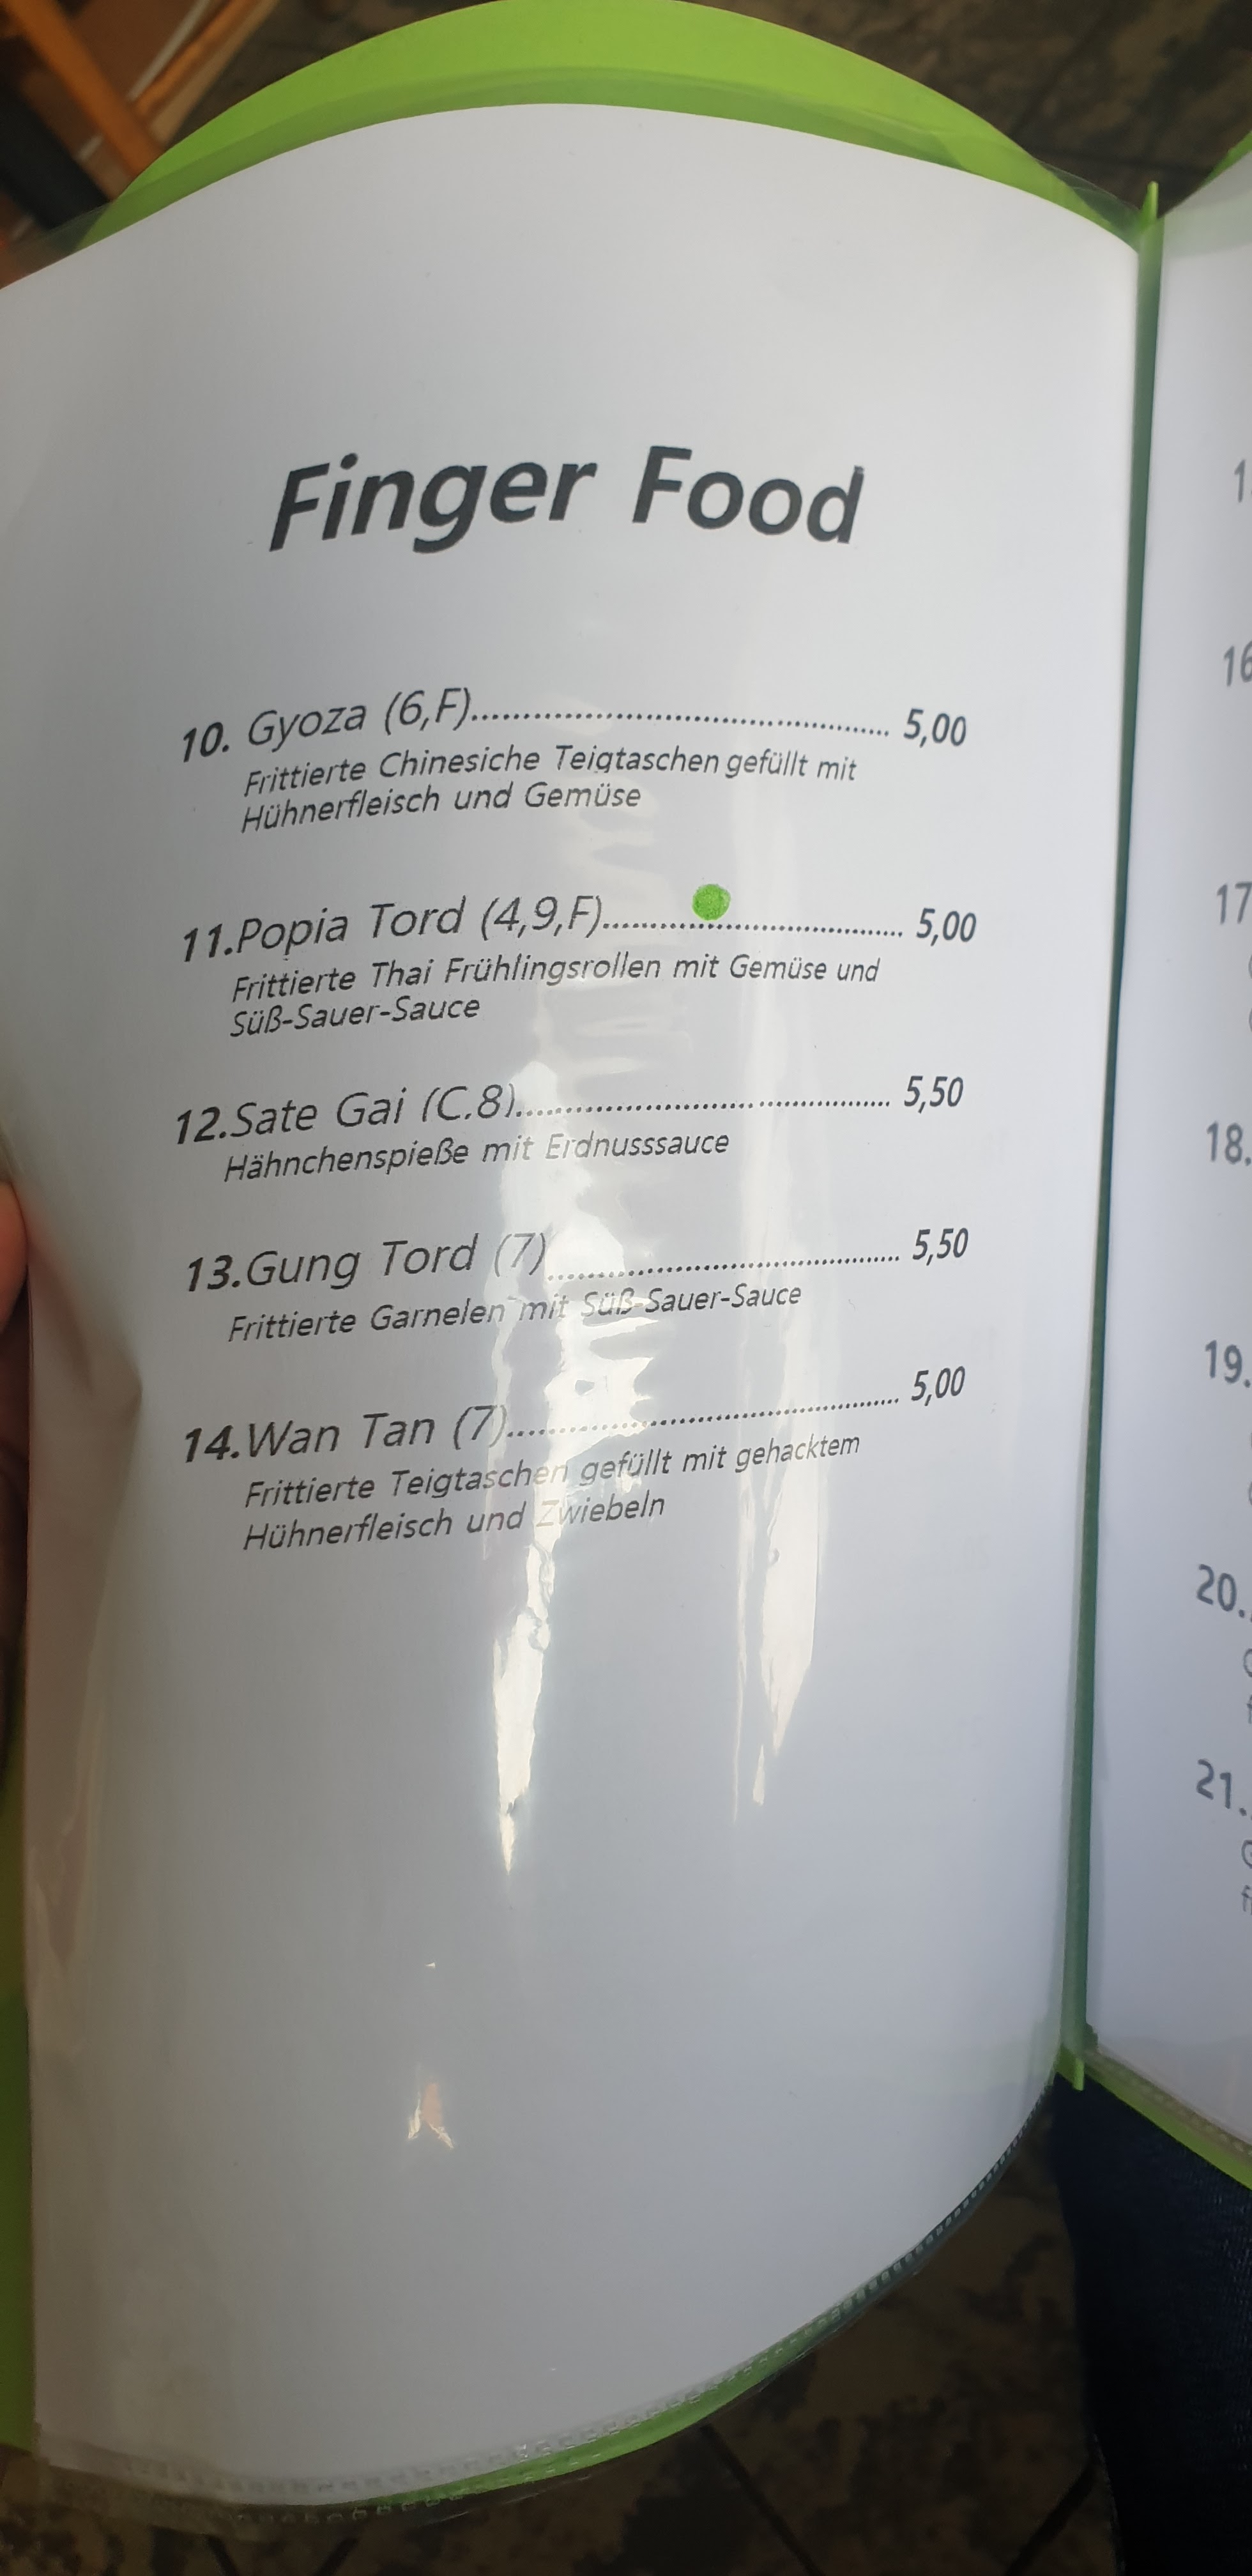 Finger Food
10. Gyoza (6,F)............................................ 5,00
Frittierte Chinesiche Teigtaschen gefüllt mit
Hühnerfleisch und Gemüse
11.Popia Tord (4,9,F)................................ 5,00
Frittierte Thai Frühlingsrollen mit Gemüse und
Süß-Sauer-Sauce
12.Sate Gai (C.8)........................................ 5,50
Hähnchenspieße mit Erdnusssauce
13.Gung Tord (7)...................................... 5,50
Frittierte Garnelen mit Süß-Sauer-Sauce
14.Wan Tan (7).......................................... 5,00
Frittierte Teigtaschen gefüllt mit gehacktem
Hühnerfleisch und Zwiebeln
16
17
18.
19.
20.
21.